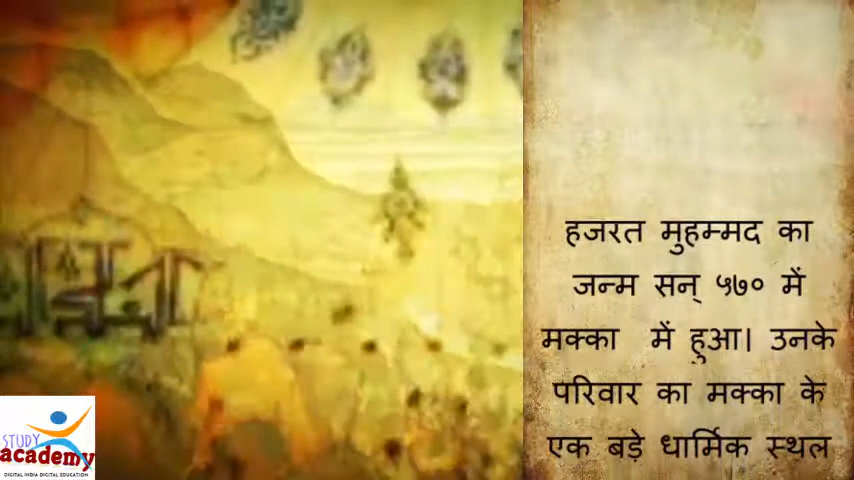 हजरत मुहम्मद का
जन्म सन् ५७० में
मक्का में हुआ। उनके
परिवार का मक्का के
एक बड़े धार्मिक स्थल
STUDY
academy
DIGITAL INDIA DIGITAL EDUCATION